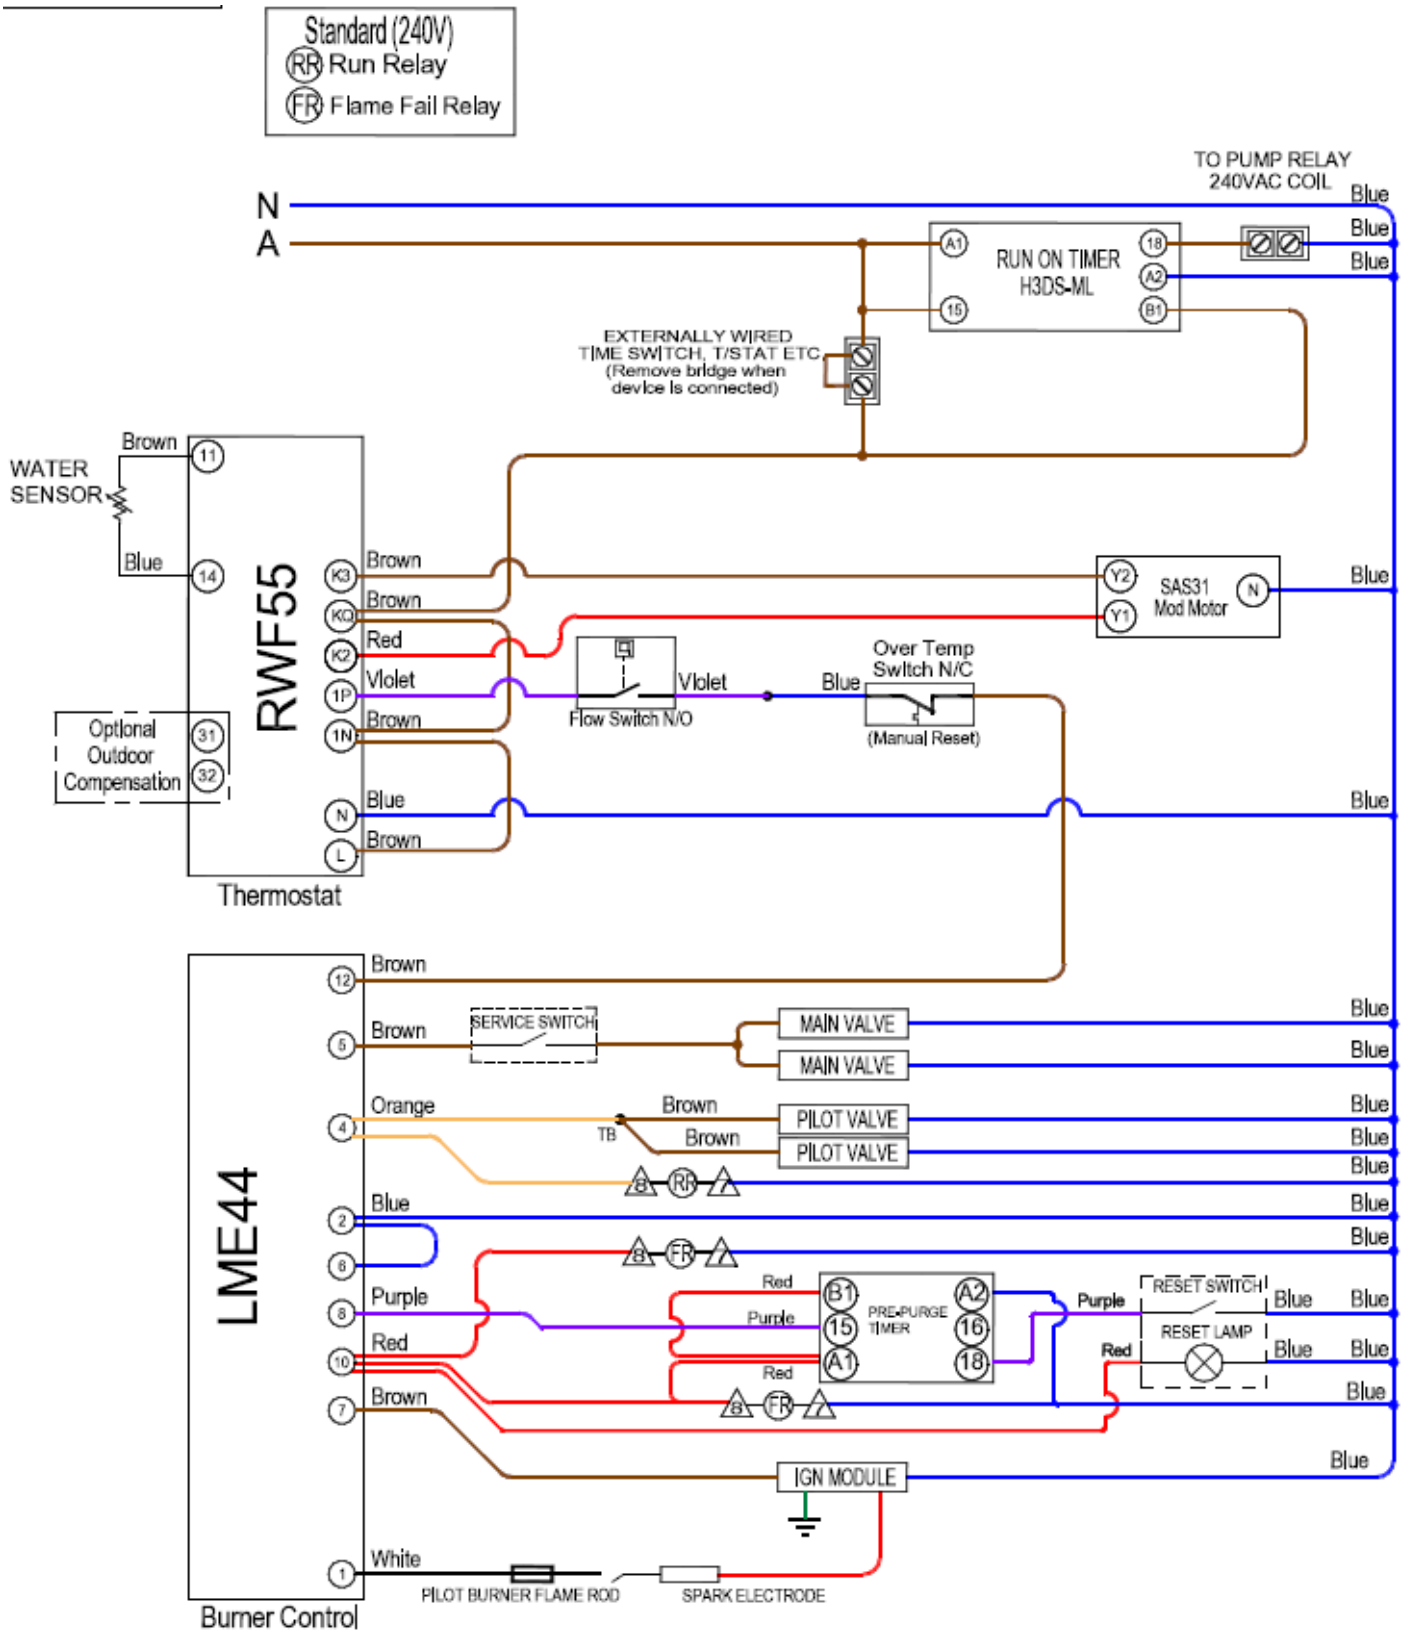 Standard (240V)
RR Run Relay
FR Flame Fail Relay
TO PUMP RELAY
240VAC COIL
N
Blue
A
A1
RUN ON TIMER
H3DS-ML
18
Blue
A2
Blue
15
B1
EXTERNALLY WIRED
TIME SWITCH, T/STAT ETC
(Remove bridge when
device is connected)
WATER
SENSOR
Brown
11
Blue
14
RWF55
K3
Brown
KQ
Brown
K2
Red
1P
Violet
1N
Brown
N
Blue
L
Brown
Y2
Y1
SAS31
Mod Motor
N
Blue
Flow Switch N/O
Violet
Blue
Over Temp
Switch N/C
(Manual Reset)
Optional
Outdoor
Compensation
31
32
Blue
Thermostat
LME44
12
Brown
5
Brown
SERVICE SWITCH
MAIN VALVE
Blue
MAIN VALVE
Blue
4
Orange
TB
Brown
PILOT VALVE
Blue
Brown
PILOT VALVE
Blue
8
RR
7
Blue
2
Blue
Blue
6
8
FR
7
Blue
8
Purple
Red
B1
A2
Purple
15
PRE-PURGE
TIMER
16
A1
18
Red
Purple
RESET SWITCH
Blue
Blue
Red
RESET LAMP
Blue
Blue
10
Red
8
FR
7
Blue
7
Brown
IGN MODULE
Blue
1
White
PILOT BURNER FLAME ROD
SPARK ELECTRODE
Burner Control